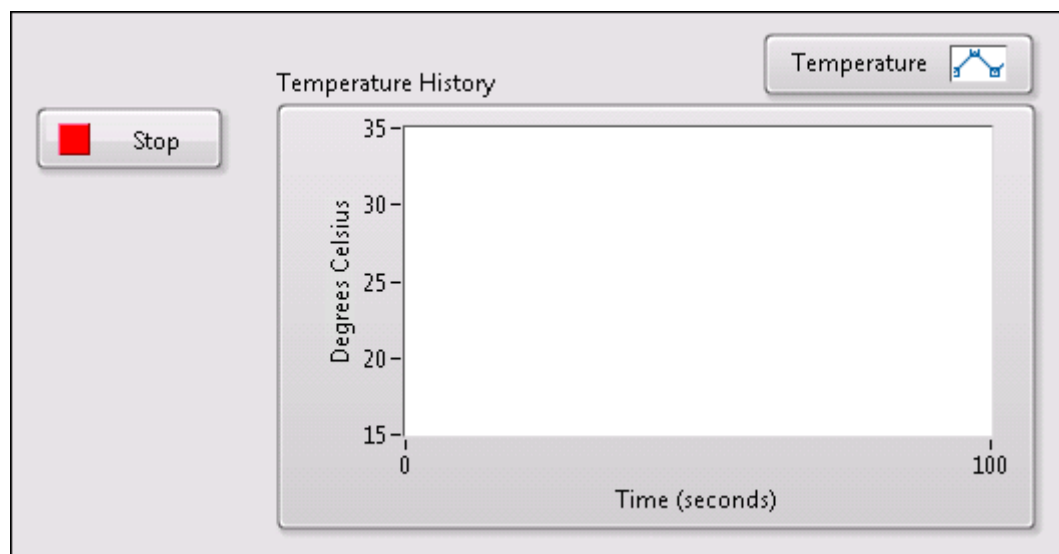 Temperature
Temperature History
Stop
35
30
25
20
15
Degrees Celsius
0
100
Time (seconds)